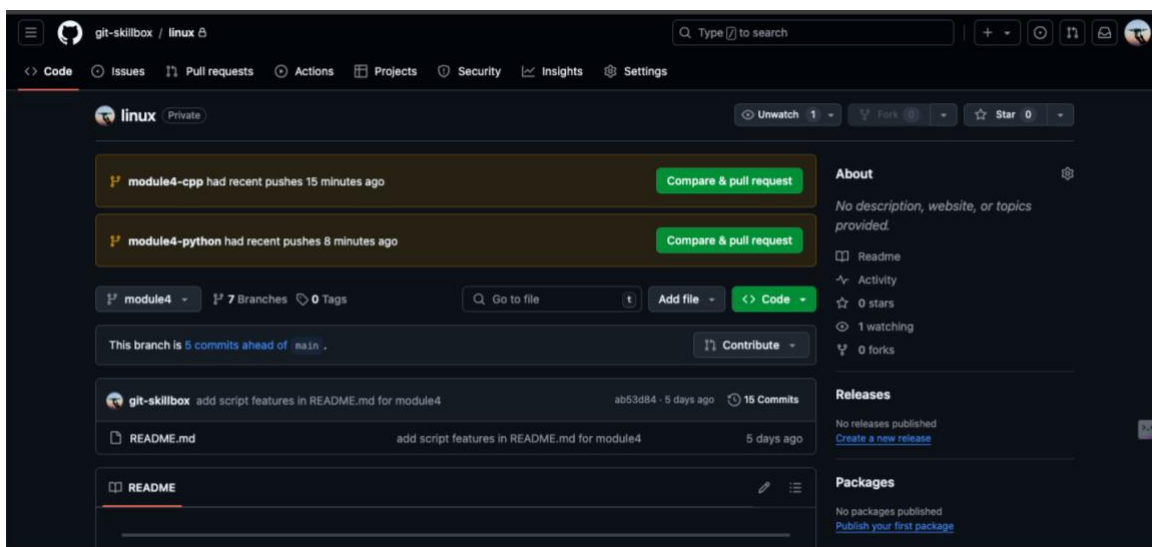 git-skillbox / linux
Type / to search
Code Issues Pull requests Actions Projects Security Insights Settings
linux Private
Unwatch 1 Fork 0 Star 0
module4-cpp had recent pushes 15 minutes ago Compare & pull request
module4-python had recent pushes 8 minutes ago Compare & pull request
module4 7 Branches 0 Tags Go to file t Add file Code
This branch is 5 commits ahead of main . Contribute
git-skillbox add script features in README.md for module4 ab53d84 · 5 days ago 15 Commits
README.md add script features in README.md for module4 5 days ago
README
About
No description, website, or topics
provided.
Readme
Activity
0 stars
1 watching
0 forks
Releases
No releases published
Create a new release
Packages
No packages published
Publish your first package